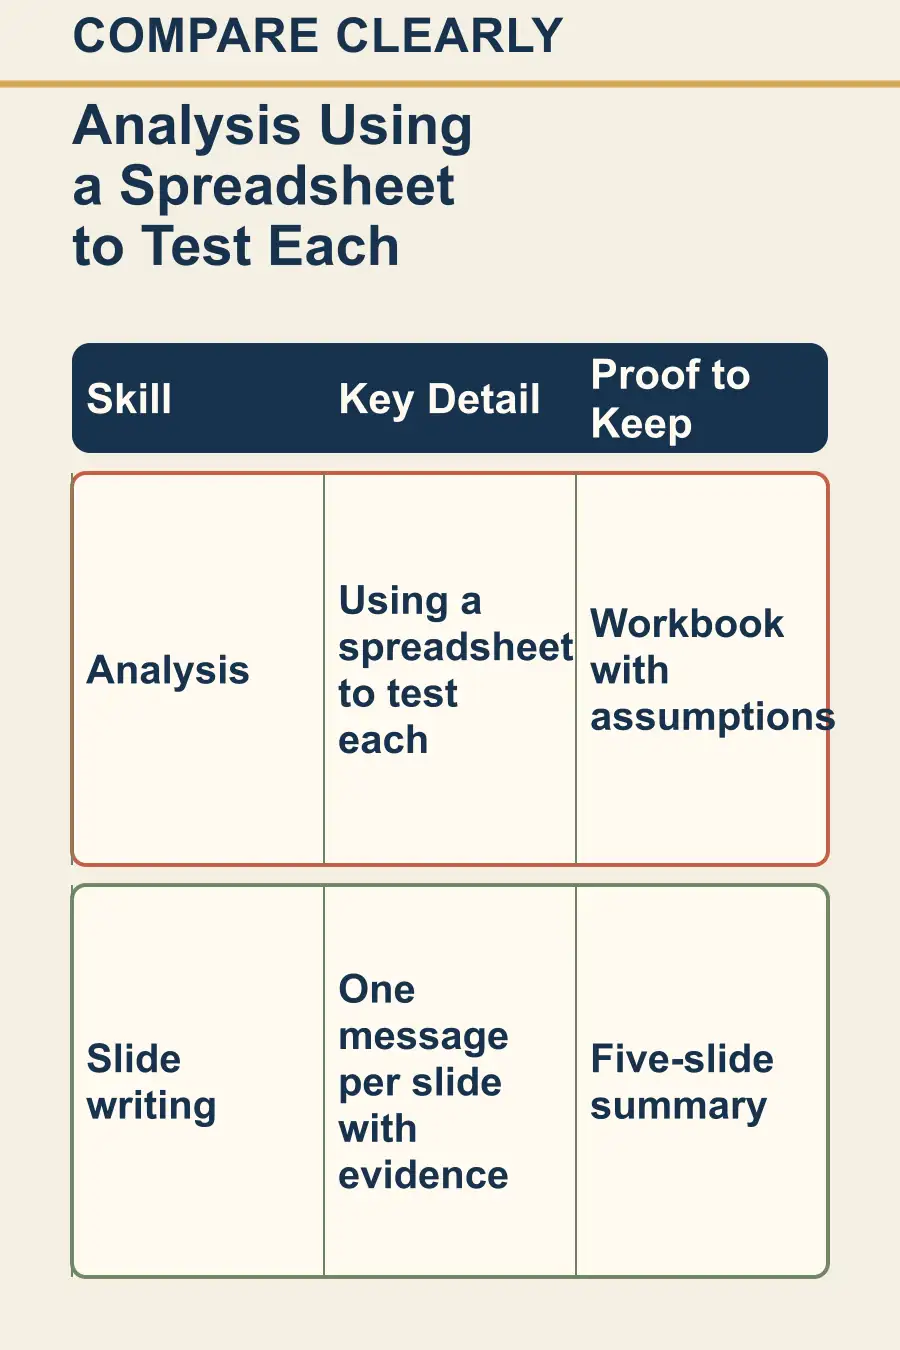 COMPARE CLEARLY
Analysis Using
a Spreadsheet
to Test Each
Skill
Key Detail
Proof to
Keep
Analysis
Using a
spreadsheet
to test
each
Workbook
with
assumptions
Slide
writing
One
message
per slide
with
evidence
Five-slide
summary